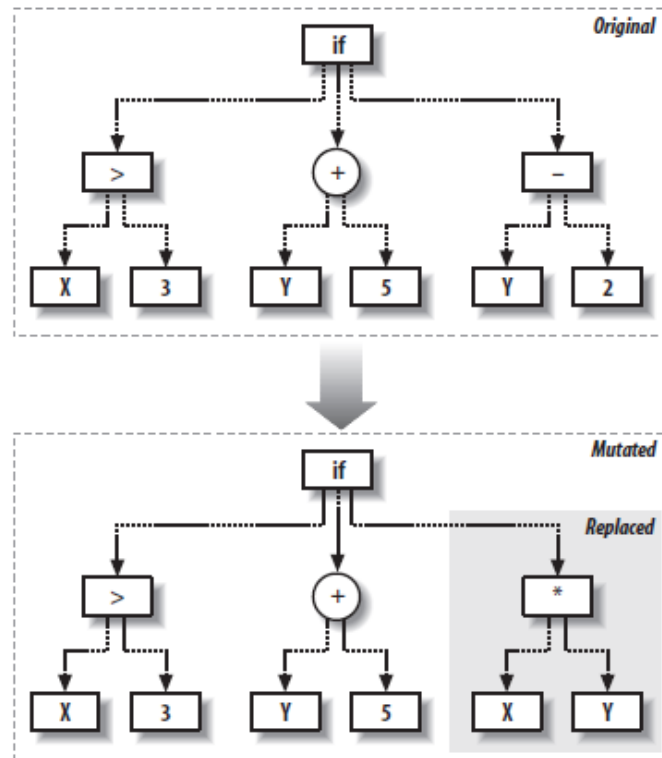 Original
if
> + –
X 3 Y 5 Y 2
Mutated
if
Replaced
> + *
X 3 Y 5 X Y